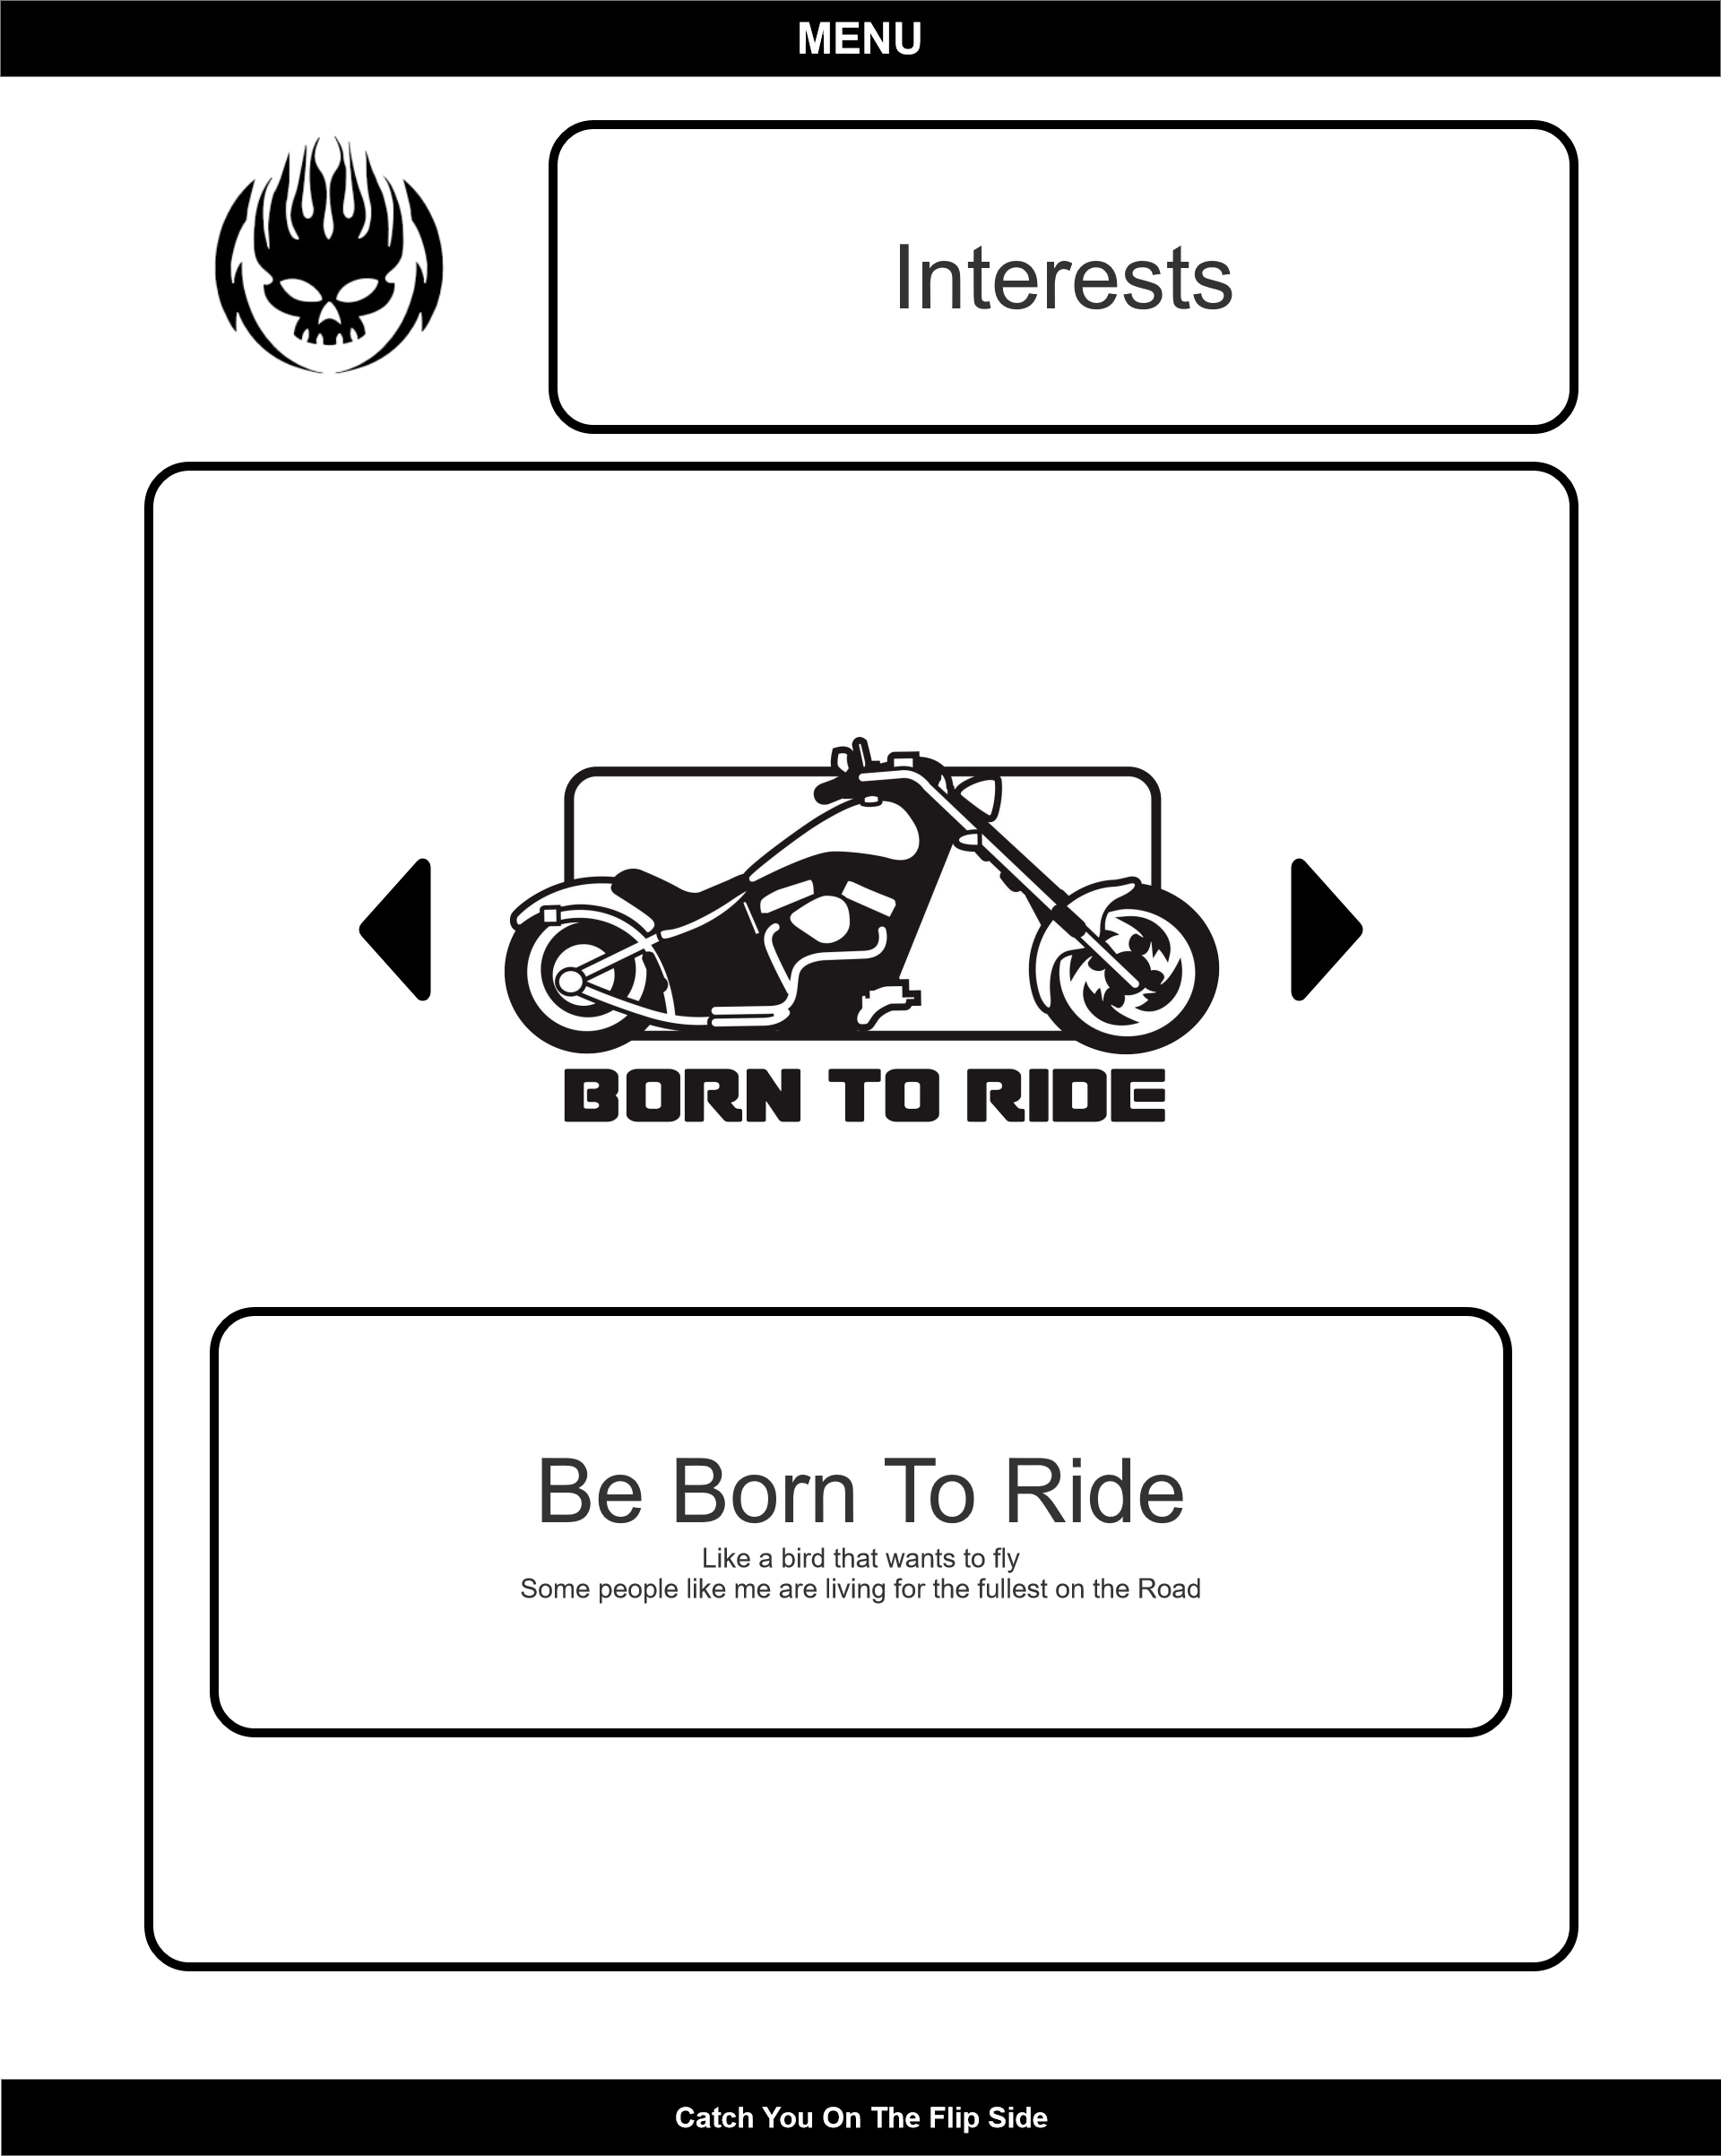 MENU
Interests
BORN TO RIDE
Be Born To Ride
Like a bird that wants to fly
Some people like me are living for the fullest on the Road
Catch You On The Flip Side